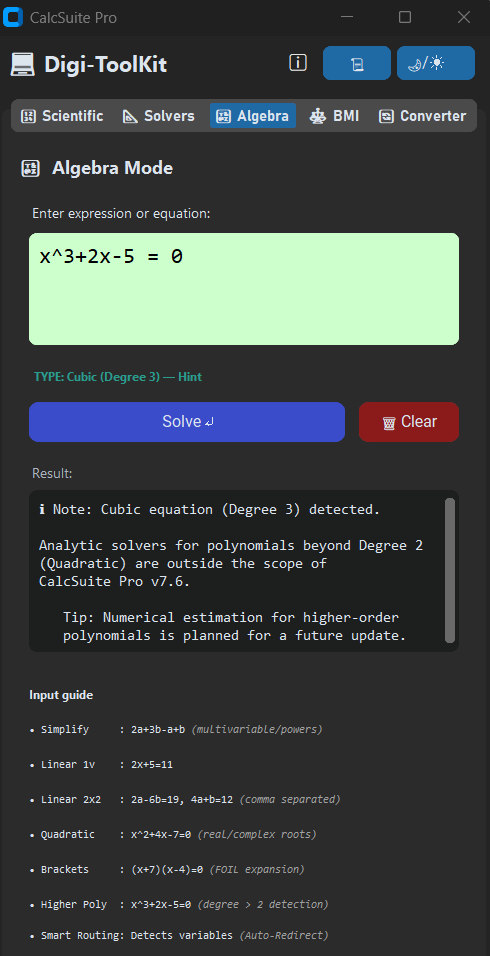 CalcSuite Pro
Digi-ToolKit
Scientific Solvers Algebra BMI Converter
Algebra Mode
Enter expression or equation:
x^3+2x-5 = 0
TYPE: Cubic (Degree 3) — Hint
Solve ↲ Clear
Result:
ℹ Note: Cubic equation (Degree 3) detected.
Analytic solvers for polynomials beyond Degree 2
(Quadratic) are outside the scope of
CalcSuite Pro v7.6.
Tip: Numerical estimation for higher-order
polynomials is planned for a future update.
Input guide
• Simplify : 2a+3b-a+b (multivariable/powers)
• Linear 1v : 2x+5=11
• Linear 2x2 : 2a-6b=19, 4a+b=12 (comma separated)
• Quadratic : x^2+4x-7=0 (real/complex roots)
• Brackets : (x+7)(x-4)=0 (FOIL expansion)
• Higher Poly : x^3+2x-5=0 (degree > 2 detection)
• Smart Routing: Detects variables (Auto-Redirect)